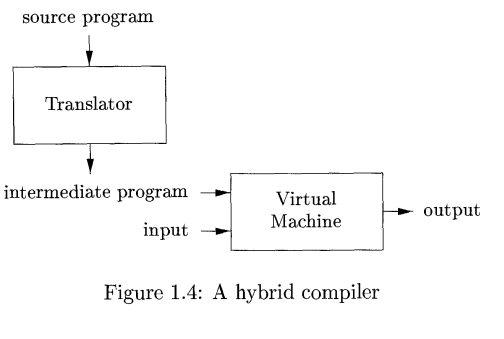 source program
Translator
intermediate program
input
Virtual
Machine
output
Figure 1.4: A hybrid compiler